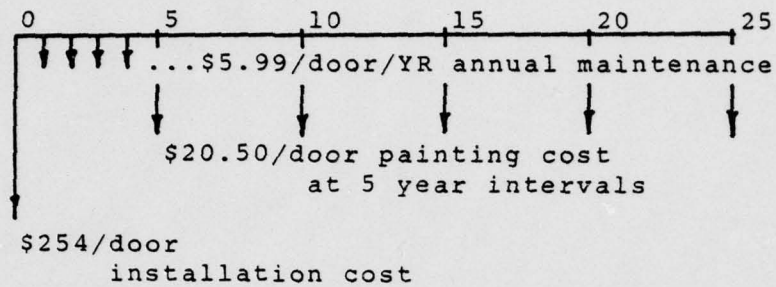 0 5 10 15 20 25
...$5.99/door/YR annual maintenance
$20.50/door painting cost
at 5 year intervals
$254/door
installation cost